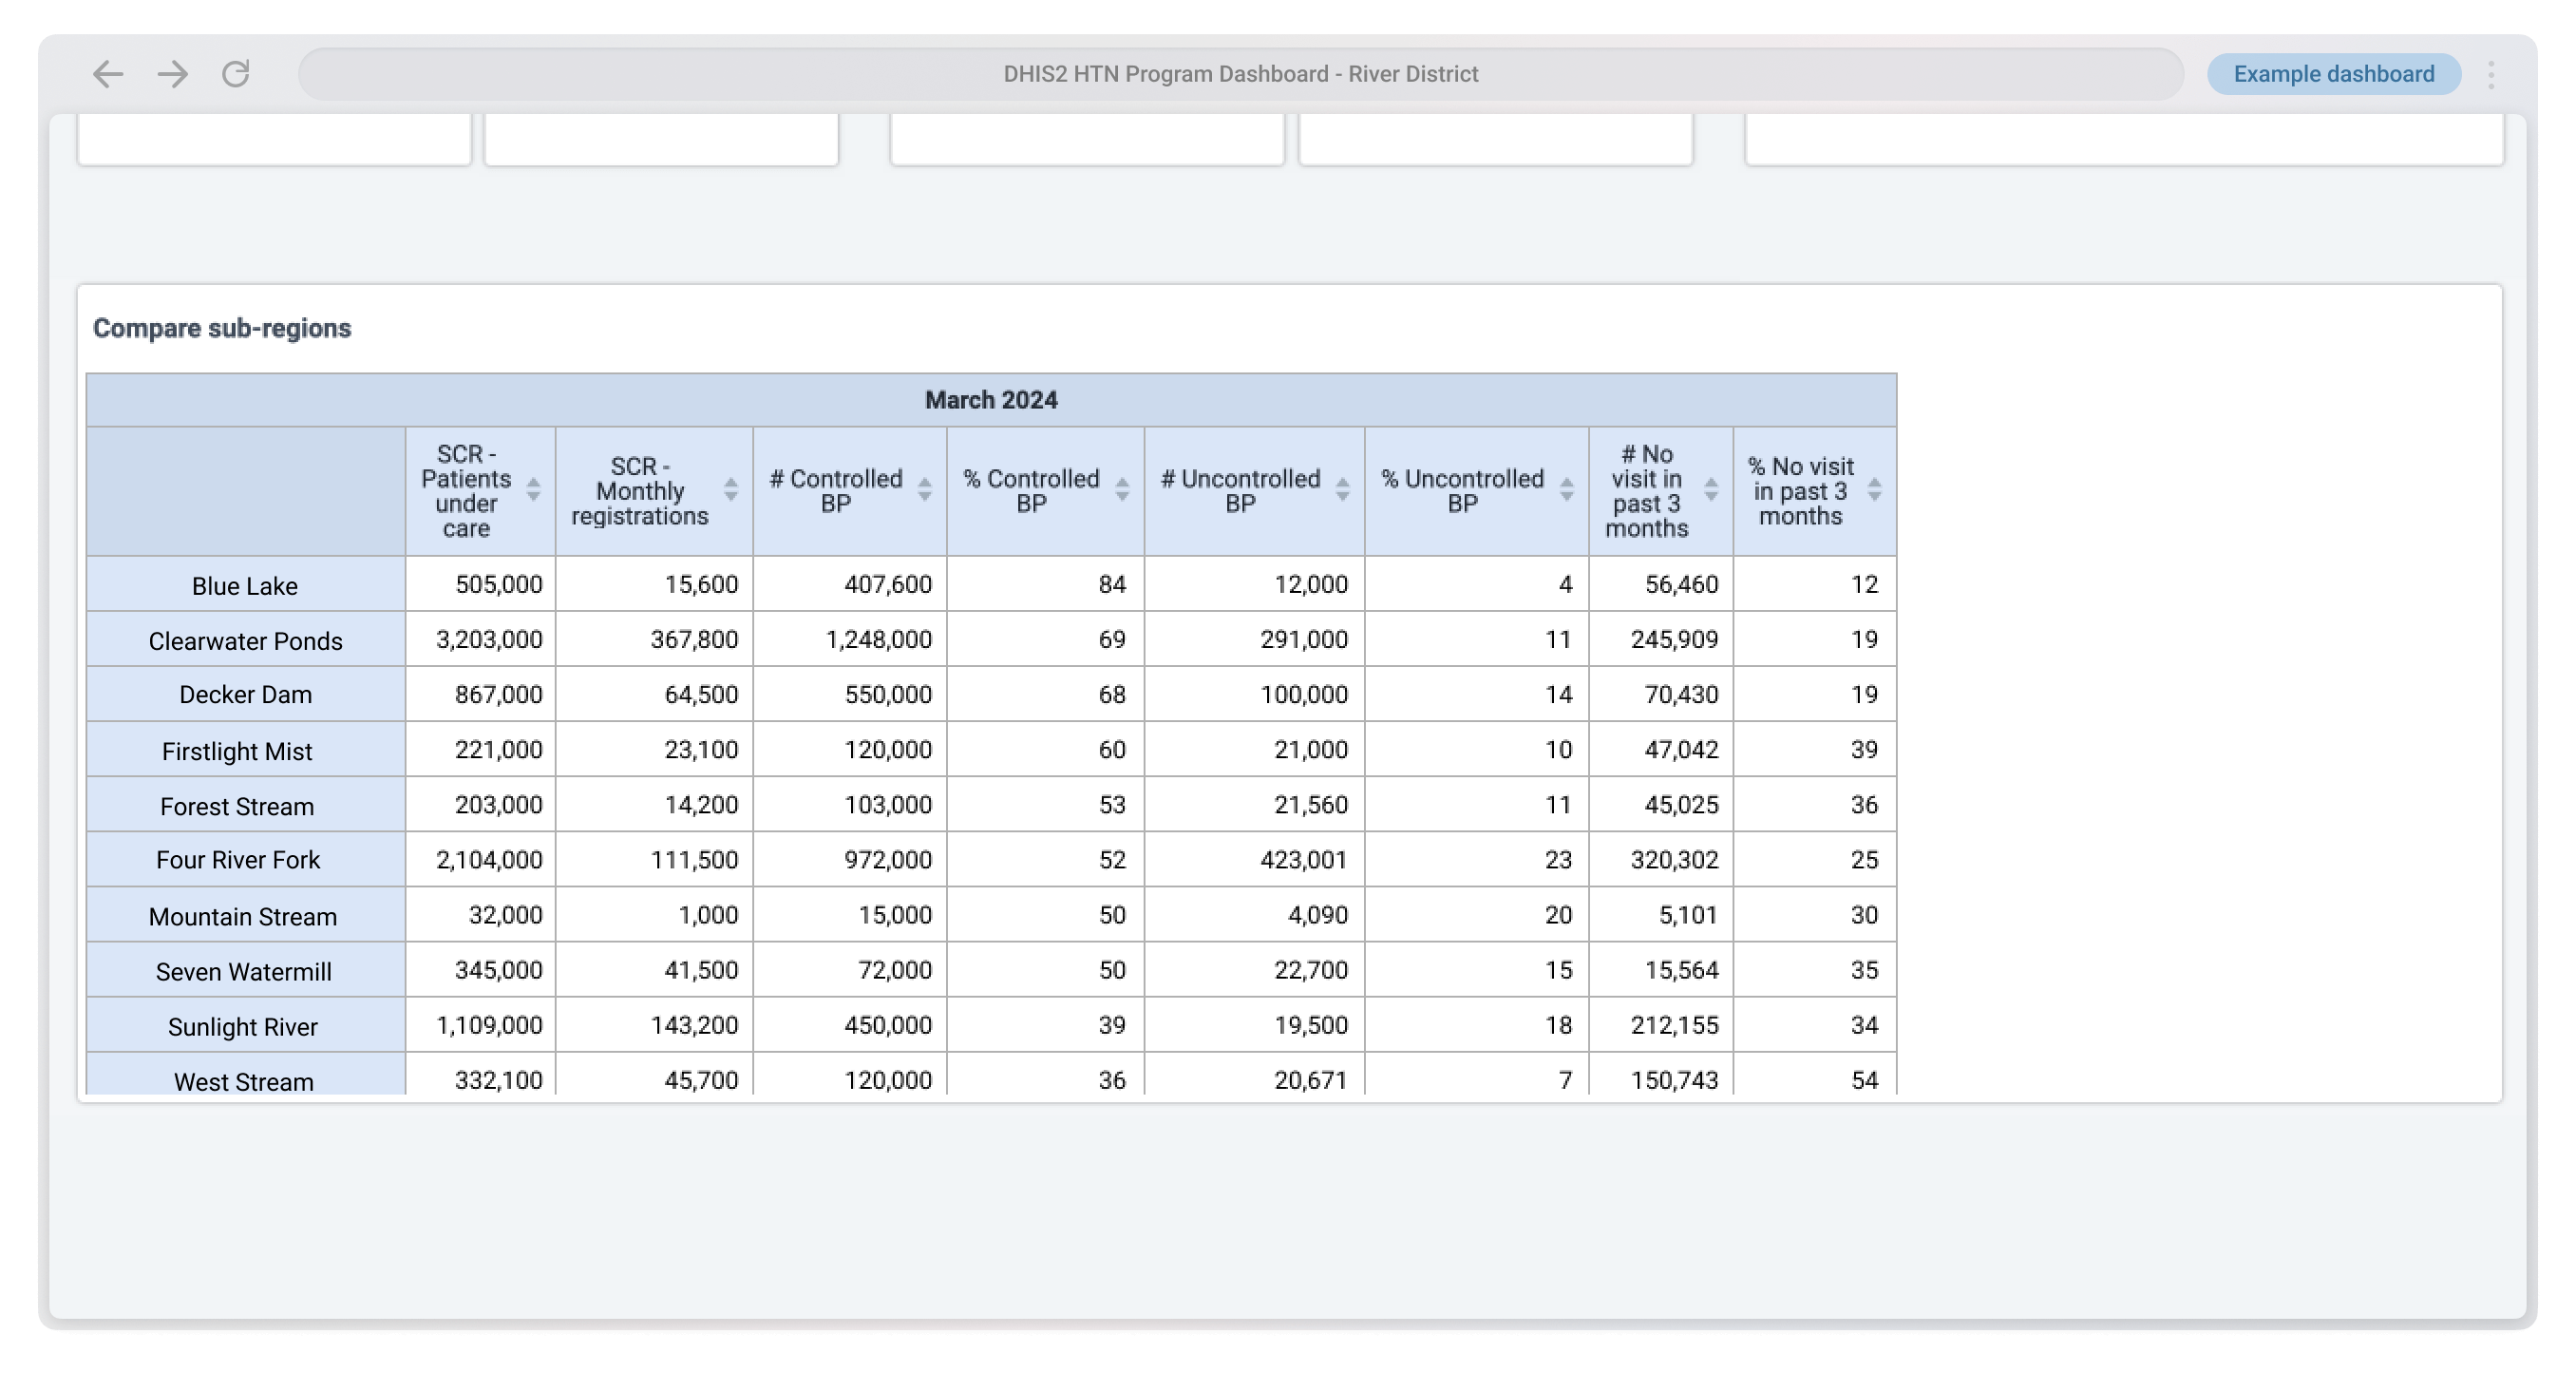 DHIS2 HTN Program Dashboard - River District
Example dashboard
Compare sub-regions
March 2024
SCR -
Patients
under
care
SCR -
Monthly
registrations
# Controlled
BP
% Controlled
BP
# Uncontrolled
BP
% Uncontrolled
BP
# No
visit in
past 3
months
% No visit
in past 3
months
Blue Lake 505,000 15,600 407,600 84 12,000 4 56,460 12
Clearwater Ponds 3,203,000 367,800 1,248,000 69 291,000 11 245,909 19
Decker Dam 867,000 64,500 550,000 68 100,000 14 70,430 19
Firstlight Mist 221,000 23,100 120,000 60 21,000 10 47,042 39
Forest Stream 203,000 14,200 103,000 53 21,560 11 45,025 36
Four River Fork 2,104,000 111,500 972,000 52 423,001 23 320,302 25
Mountain Stream 32,000 1,000 15,000 50 4,090 20 5,101 30
Seven Watermill 345,000 41,500 72,000 50 22,700 15 15,564 35
Sunlight River 1,109,000 143,200 450,000 39 19,500 18 212,155 34
West Stream 332,100 45,700 120,000 36 20,671 7 150,743 54